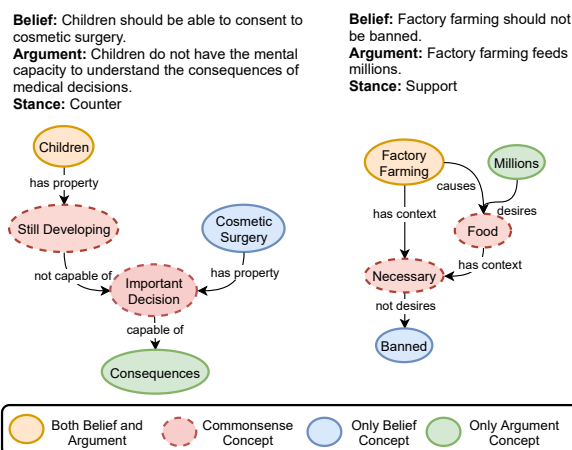 Belief: Children should be able to consent to
cosmetic surgery.
Argument: Children do not have the mental
capacity to understand the consequences of
medical decisions.
Stance: Counter
Children
has property
Still Developing
Cosmetic
Surgery
not capable of
has property
Important
Decision
capable of
Consequences
Belief: Factory farming should not
be banned.
Argument: Factory farming feeds
millions.
Stance: Support
Factory
Farming
Millions
causes
has context
desires
Food
has context
Necessary
not desires
Banned
Both Belief and
Argument
Commonsense
Concept
Only Belief
Concept
Only Argument
Concept